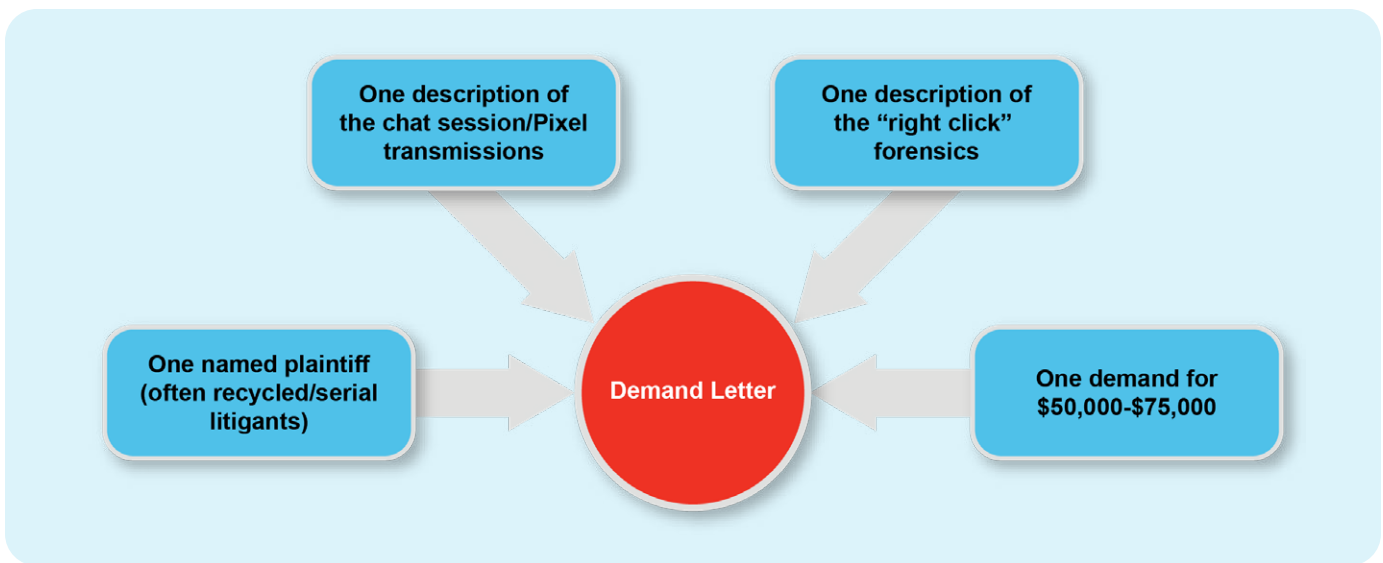 One description of
the chat session/Pixel
transmissions
One description of
the “right click”
forensics
One named plaintiff
(often recycled/serial
litigants)
Demand Letter
One demand for
$50,000-$75,000